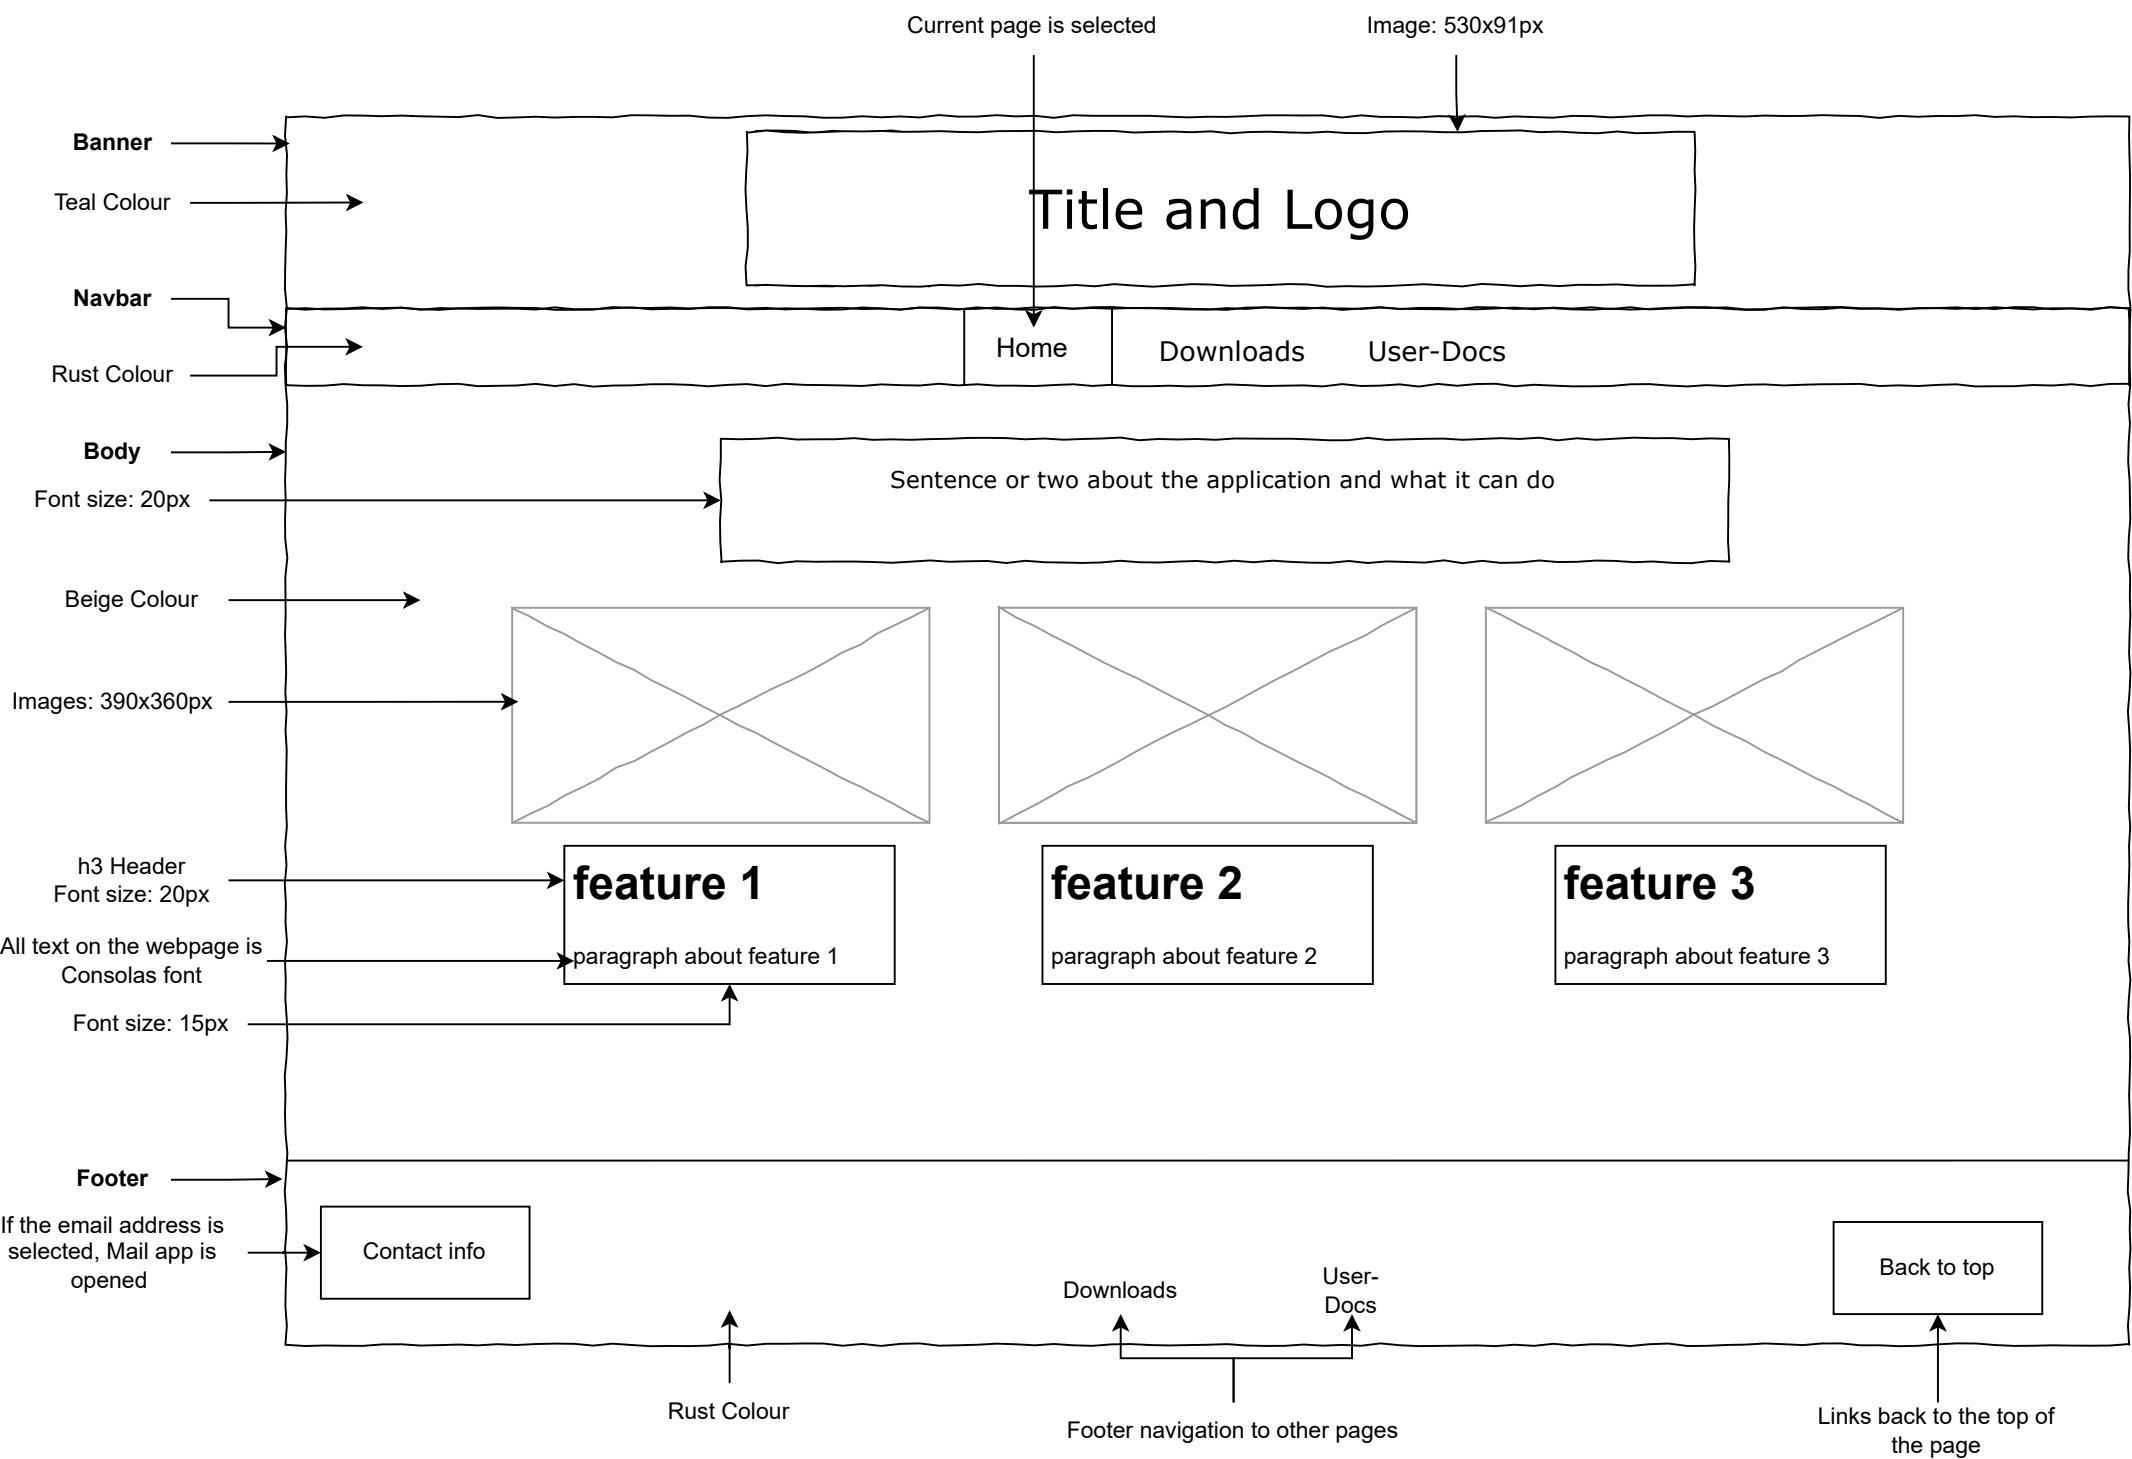 Current page is selected
Image: 530x91px
Banner
Teal Colour
Title and Logo
Navbar
Rust Colour
Home
Downloads
User-Docs
Body
Font size: 20px
Sentence or two about the application and what it can do
Beige Colour
Images: 390x360px
h3 Header
Font size: 20px
feature 1
feature 2
feature 3
All text on the webpage is
Consolas font
paragraph about feature 1
paragraph about feature 2
paragraph about feature 3
Font size: 15px
Footer
If the email address is
selected, Mail app is
opened
Contact info
Downloads
User-
Docs
Back to top
Rust Colour
Footer navigation to other pages
Links back to the top of
the page